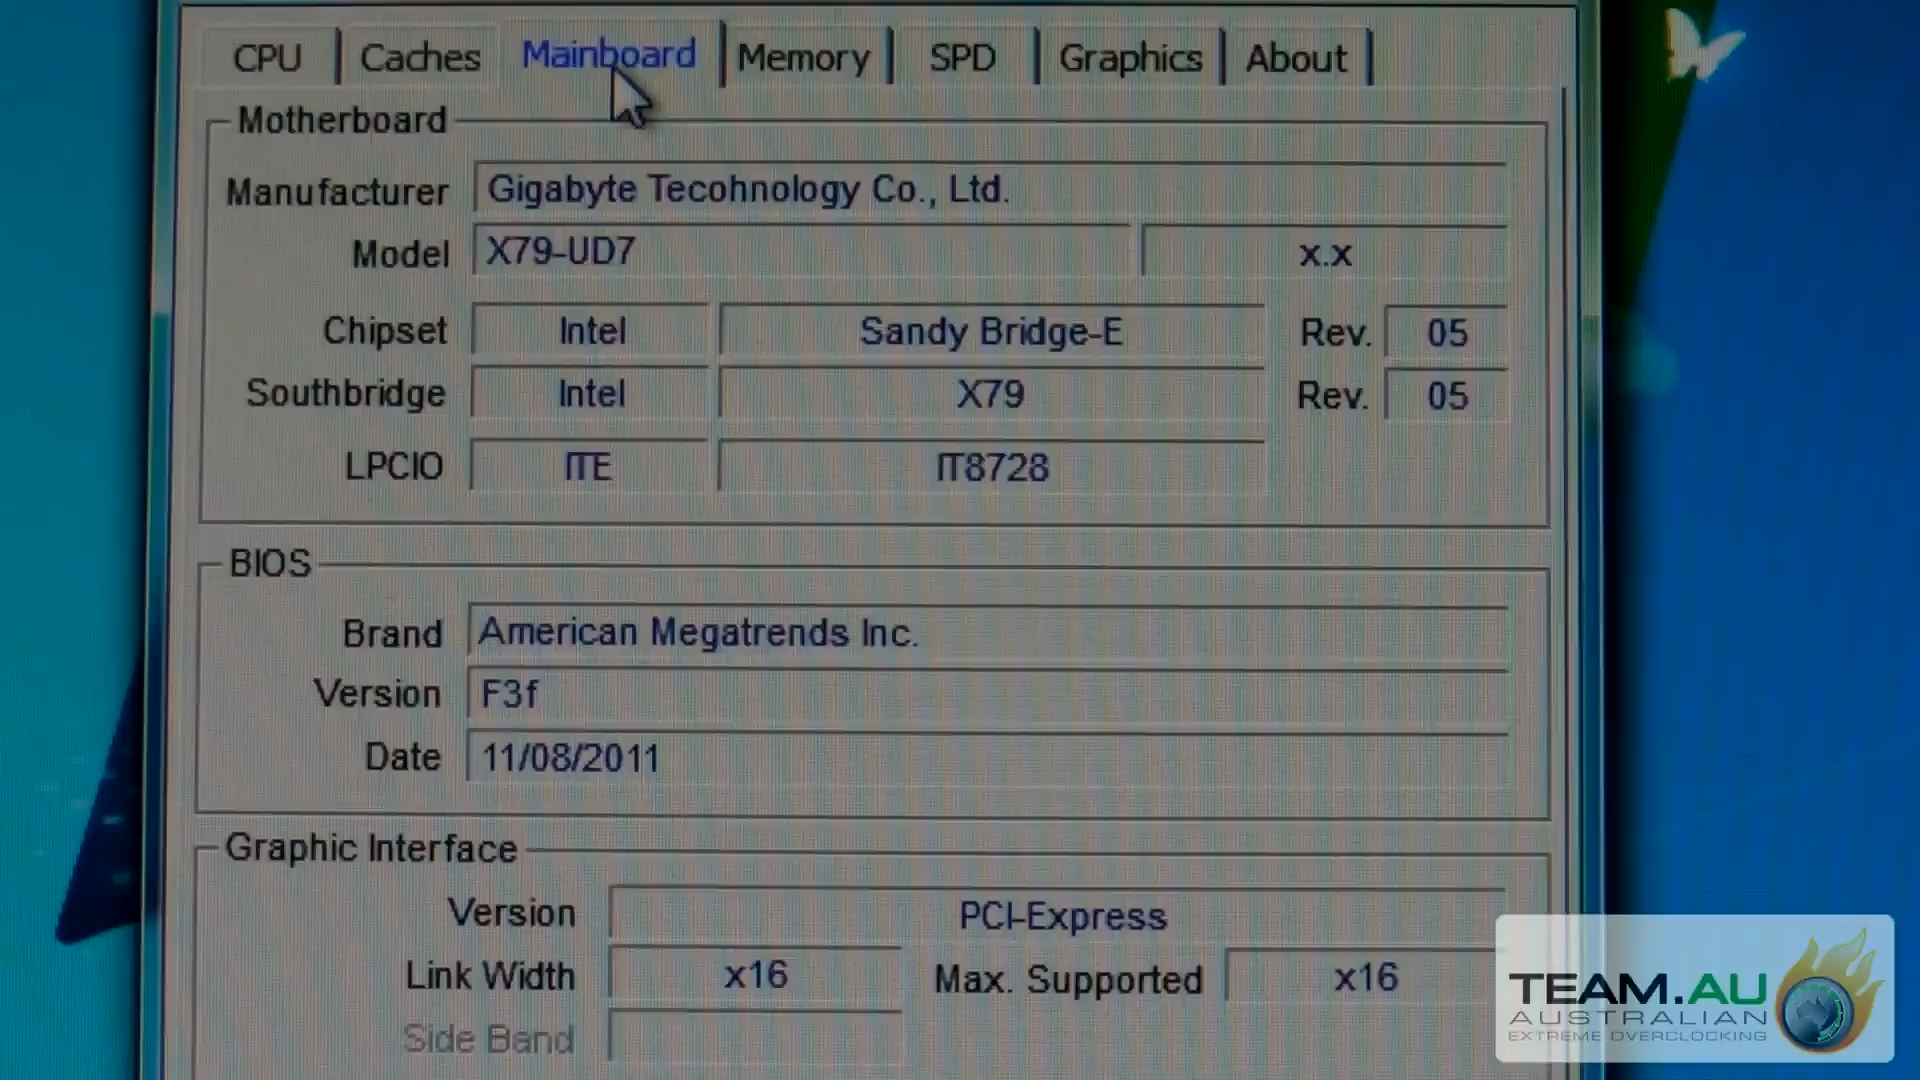 CPU Caches Mainboard Memory SPD Graphics About
Motherboard
Manufacturer Gigabyte Tecohnology Co., Ltd.
Model X79-UD7 x.x
Chipset Intel Sandy Bridge-E Rev. 05
Southbridge Intel X79 Rev. 05
LPCIO ITE IT8728
BIOS
Brand American Megatrends Inc.
Version F3f
Date 11/08/2011
Graphic Interface
Version PCI-Express
Link Width x16 Max. Supported x16
Side Band
TEAM.AU
AUSTRALIAN
EXTREME OVERCLOCKING